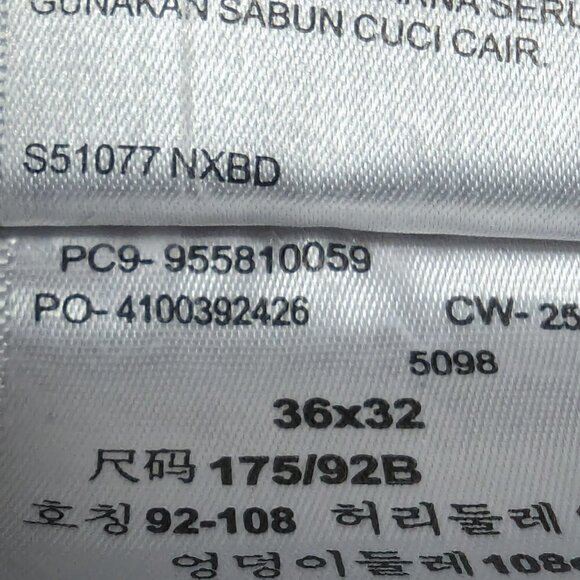 GUNAKAN SABUN CUCI CAIR.
S51077 NXBD
PC9- 955810059
PO- 4100392426 CW- 25
5098
36x32
尺码 175/92B
호칭 92-108 허리둘레
엉덩이둘레 108